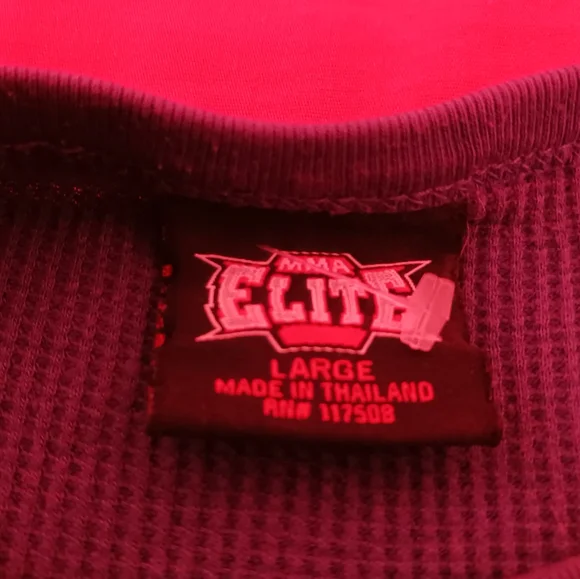 MMA
ELITE
LARGE
MADE IN THAILAND
RN# 117508